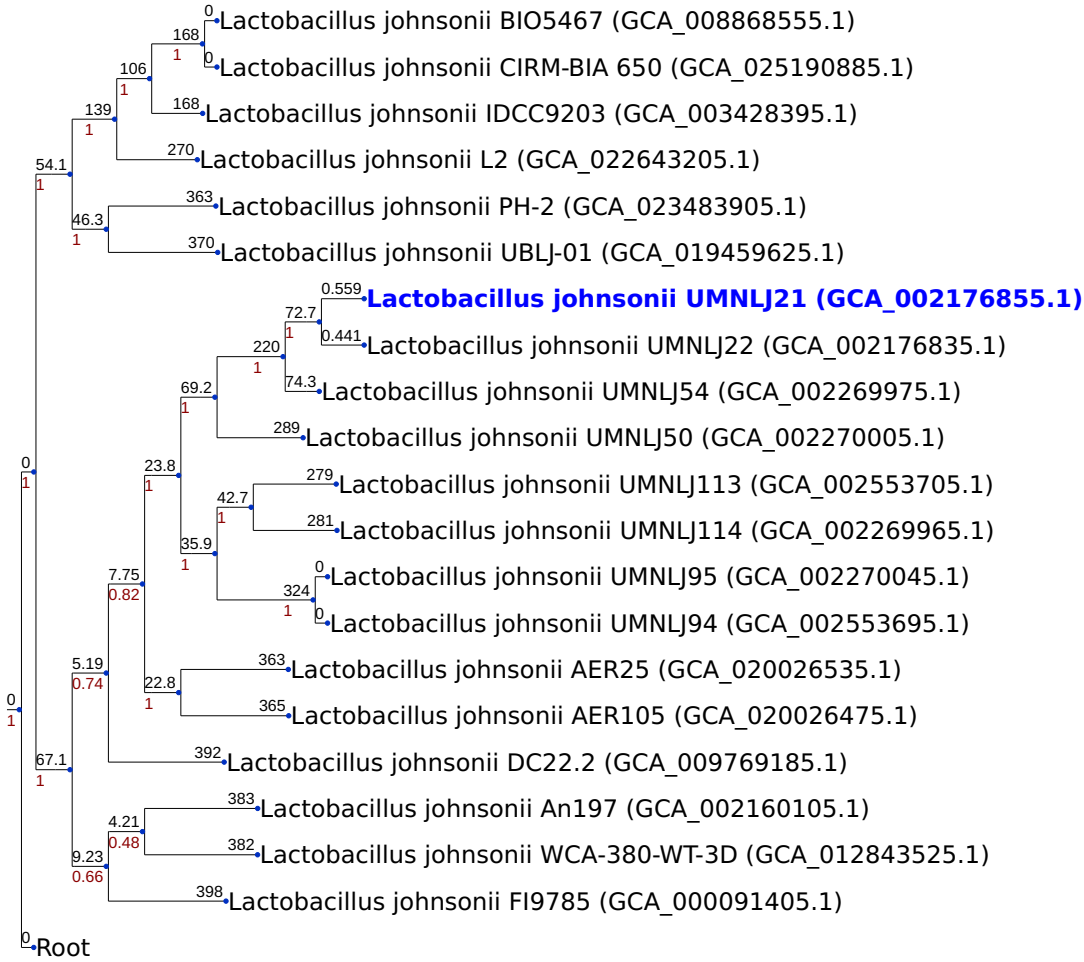 0
Lactobacillus johnsonii BIO5467 (GCA_008868555.1)
168
1
0
Lactobacillus johnsonii CIRM-BIA 650 (GCA_025190885.1)
106
1
168
Lactobacillus johnsonii IDCC9203 (GCA_003428395.1)
139
1
270
Lactobacillus johnsonii L2 (GCA_022643205.1)
54.1
1
363
Lactobacillus johnsonii PH-2 (GCA_023483905.1)
46.3
1
370
Lactobacillus johnsonii UBLJ-01 (GCA_019459625.1)
0.559
Lactobacillus johnsonii UMNLJ21 (GCA_002176855.1)
72.7
1
0.441
Lactobacillus johnsonii UMNLJ22 (GCA_002176835.1)
220
1
74.3
Lactobacillus johnsonii UMNLJ54 (GCA_002269975.1)
69.2
1
289
Lactobacillus johnsonii UMNLJ50 (GCA_002270005.1)
0
1
23.8
1
279
Lactobacillus johnsonii UMNLJ113 (GCA_002553705.1)
42.7
1
281
Lactobacillus johnsonii UMNLJ114 (GCA_002269965.1)
35.9
1
0
Lactobacillus johnsonii UMNLJ95 (GCA_002270045.1)
324
1
0
Lactobacillus johnsonii UMNLJ94 (GCA_002553695.1)
7.75
0.82
363
Lactobacillus johnsonii AER25 (GCA_020026535.1)
5.19
0.74
22.8
1
365
Lactobacillus johnsonii AER105 (GCA_020026475.1)
0
1
392
Lactobacillus johnsonii DC22.2 (GCA_009769185.1)
67.1
1
383
Lactobacillus johnsonii An197 (GCA_002160105.1)
4.21
0.48
382
Lactobacillus johnsonii WCA-380-WT-3D (GCA_012843525.1)
9.23
0.66
398
Lactobacillus johnsonii FI9785 (GCA_000091405.1)
0
Root